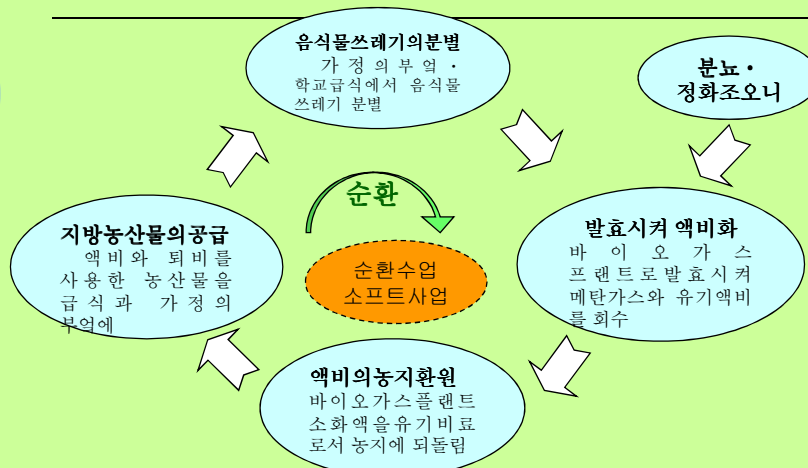 음식물쓰레기의분별
가정의부엌・
학교급식에서 음식물
쓰레기 분별
분뇨・
정화조오니
순환
지방농산물의공급
액비와 퇴비를
사용한 농산물을
급식과 가정의
부엌에
순환수업
소프트사업
발효시켜 액비화
바이오가스
프랜트로발효시켜
메탄가스와 유기액비
를 회수
액비의농지환원
바이오가스플랜트
소화액을유기비료
로서 농지에 되돌림